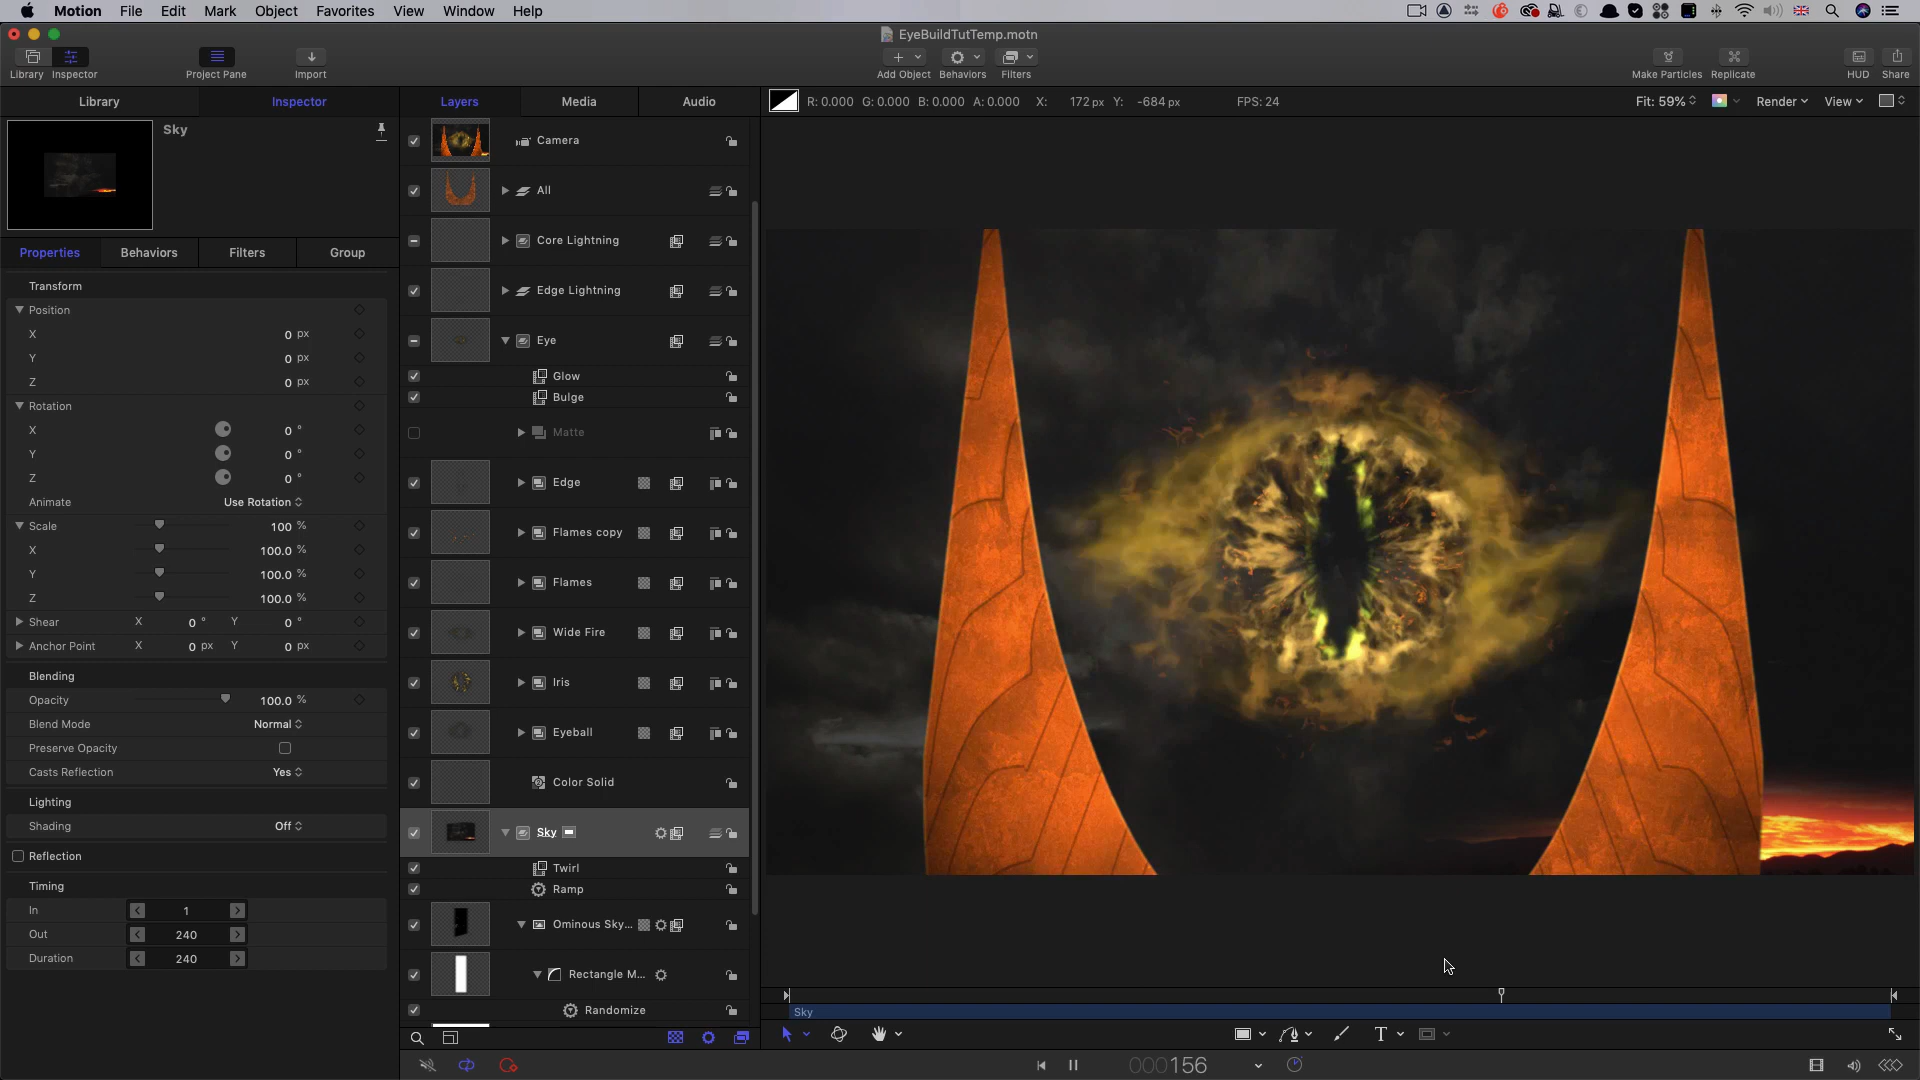 Motion File Edit Mark Object Favorites View Window Help
EyeBuildTutTemp.motn
Library Inspector Project Pane Import Add Object Behaviors Filters Make Particles Replicate HUD Share
Library Inspector Layers Media Audio R: 0.000 G: 0.000 B: 0.000 A: 0.000 X: 172 px Y: -684 px FPS: 24 Fit: 59% Render View
Sky
Properties Behaviors Filters Group
Transform
Position
X 0 px
Y 0 px
Z 0 px
Rotation
X 0 °
Y 0 °
Z 0 °
Animate Use Rotation
Scale 100 %
X 100.0 %
Y 100.0 %
Z 100.0 %
Shear X 0 ° Y 0 °
Anchor Point X 0 px Y 0 px
Blending
Opacity 100.0 %
Blend Mode Normal
Preserve Opacity
Casts Reflection Yes
Lighting
Shading Off
Reflection
Timing
In 1
Out 240
Duration 240
Camera
All
Core Lightning
Edge Lightning
Eye
Glow
Bulge
Matte
Edge
Flames copy
Flames
Wide Fire
Iris
Eyeball
Color Solid
Sky
Twirl
Ramp
Ominous Sky...
Rectangle M...
Randomize
Sky
T
000156